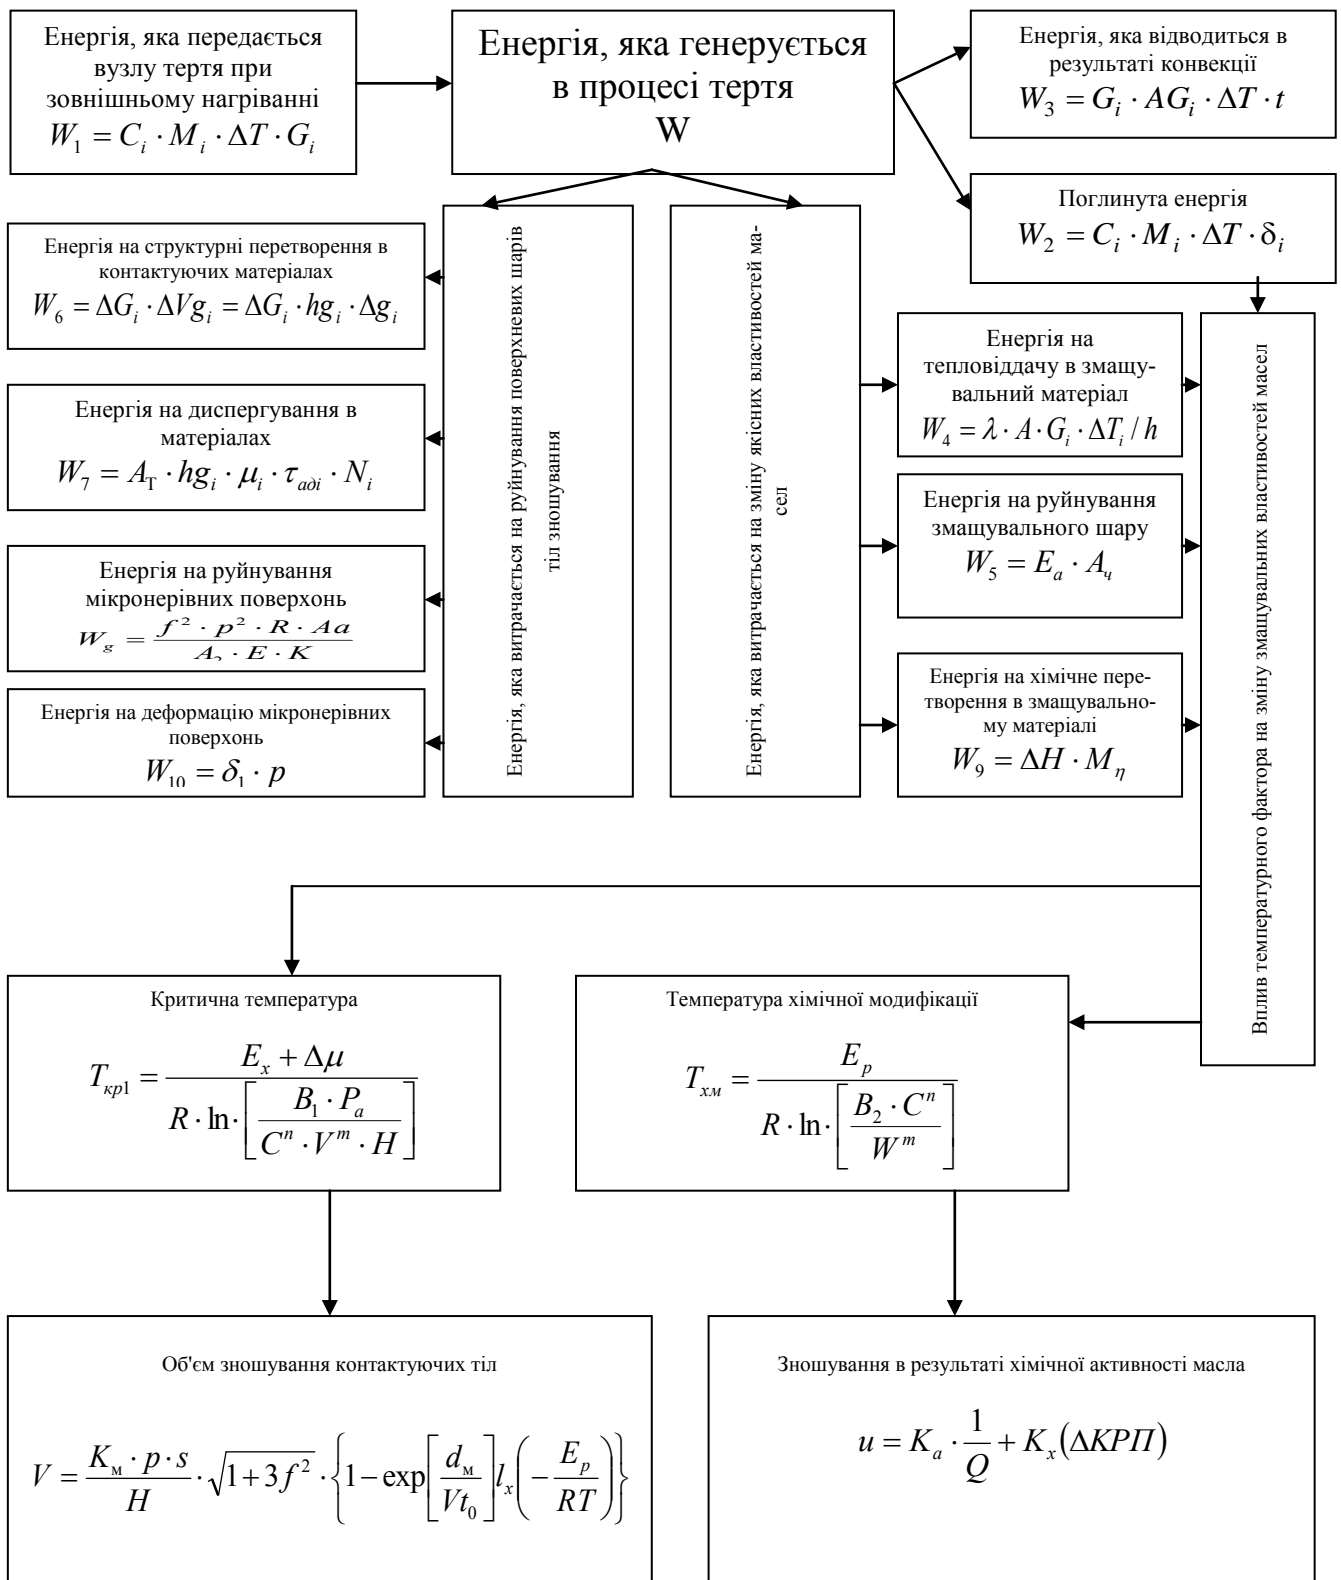 Енергія, яка передається
вузлу тертя при
зовнішньому нагріванні
W₁ = Cᵢ · Mᵢ · ΔT · Gᵢ
Енергія, яка генерується
в процесі тертя
W
Енергія, яка відводиться в
результаті конвекції
W₃ = Gᵢ · AGᵢ · ΔT · t
Поглинута енергія
W₂ = Cᵢ · Mᵢ · ΔT · δᵢ
Енергія на структурні перетворення в
контактуючих матеріалах
W₆ = ΔGᵢ · ΔVgᵢ = ΔGᵢ · hgᵢ · Δgᵢ
Енергія на диспергування в
матеріалах
W₇ = A_T · hgᵢ · μᵢ · τ_аді · Nᵢ
Енергія на руйнування
мікронерівних поверхонь
W_g = (f² · p² · R · Aa) / (A₂ · E · K)
Енергія на деформацію мікронерівних
поверхонь
W₁₀ = δ₁ · p
Енергія, яка витрачається на руйнування поверхневих шарів
тіл зношування
Енергія, яка витрачається на зміну якісних властивостей ма-
сел
Енергія на
тепловіддачу в змащу-
вальний матеріал
W₄ = λ · A · Gᵢ · ΔTᵢ / h
Енергія на руйнування
змащувального шару
W₅ = E_a · A_ч
Енергія на хімічне пере-
творення в змащувально-
му матеріалі
W₉ = ΔH · M_η
Вплив температурного фактора на зміну змащувальних властивостей масел
Критична температура
T_кр1 = (E_x + Δμ) / (R · ln · [(B₁ · P_a) / (Cⁿ · Vᵐ · H)])
Температура хімічної модифікації
T_хм = E_p / (R · ln · [(B₂ · Cⁿ) / Wᵐ])
Об'єм зношування контактуючих тіл
V = (K_м · p · s) / H · √(1 + 3f²) · {1 − exp[d_м / (Vt₀)] l_x (− E_p / RT)}
Зношування в результаті хімічної активності масла
u = K_a · 1/Q + K_x (ΔКРП)